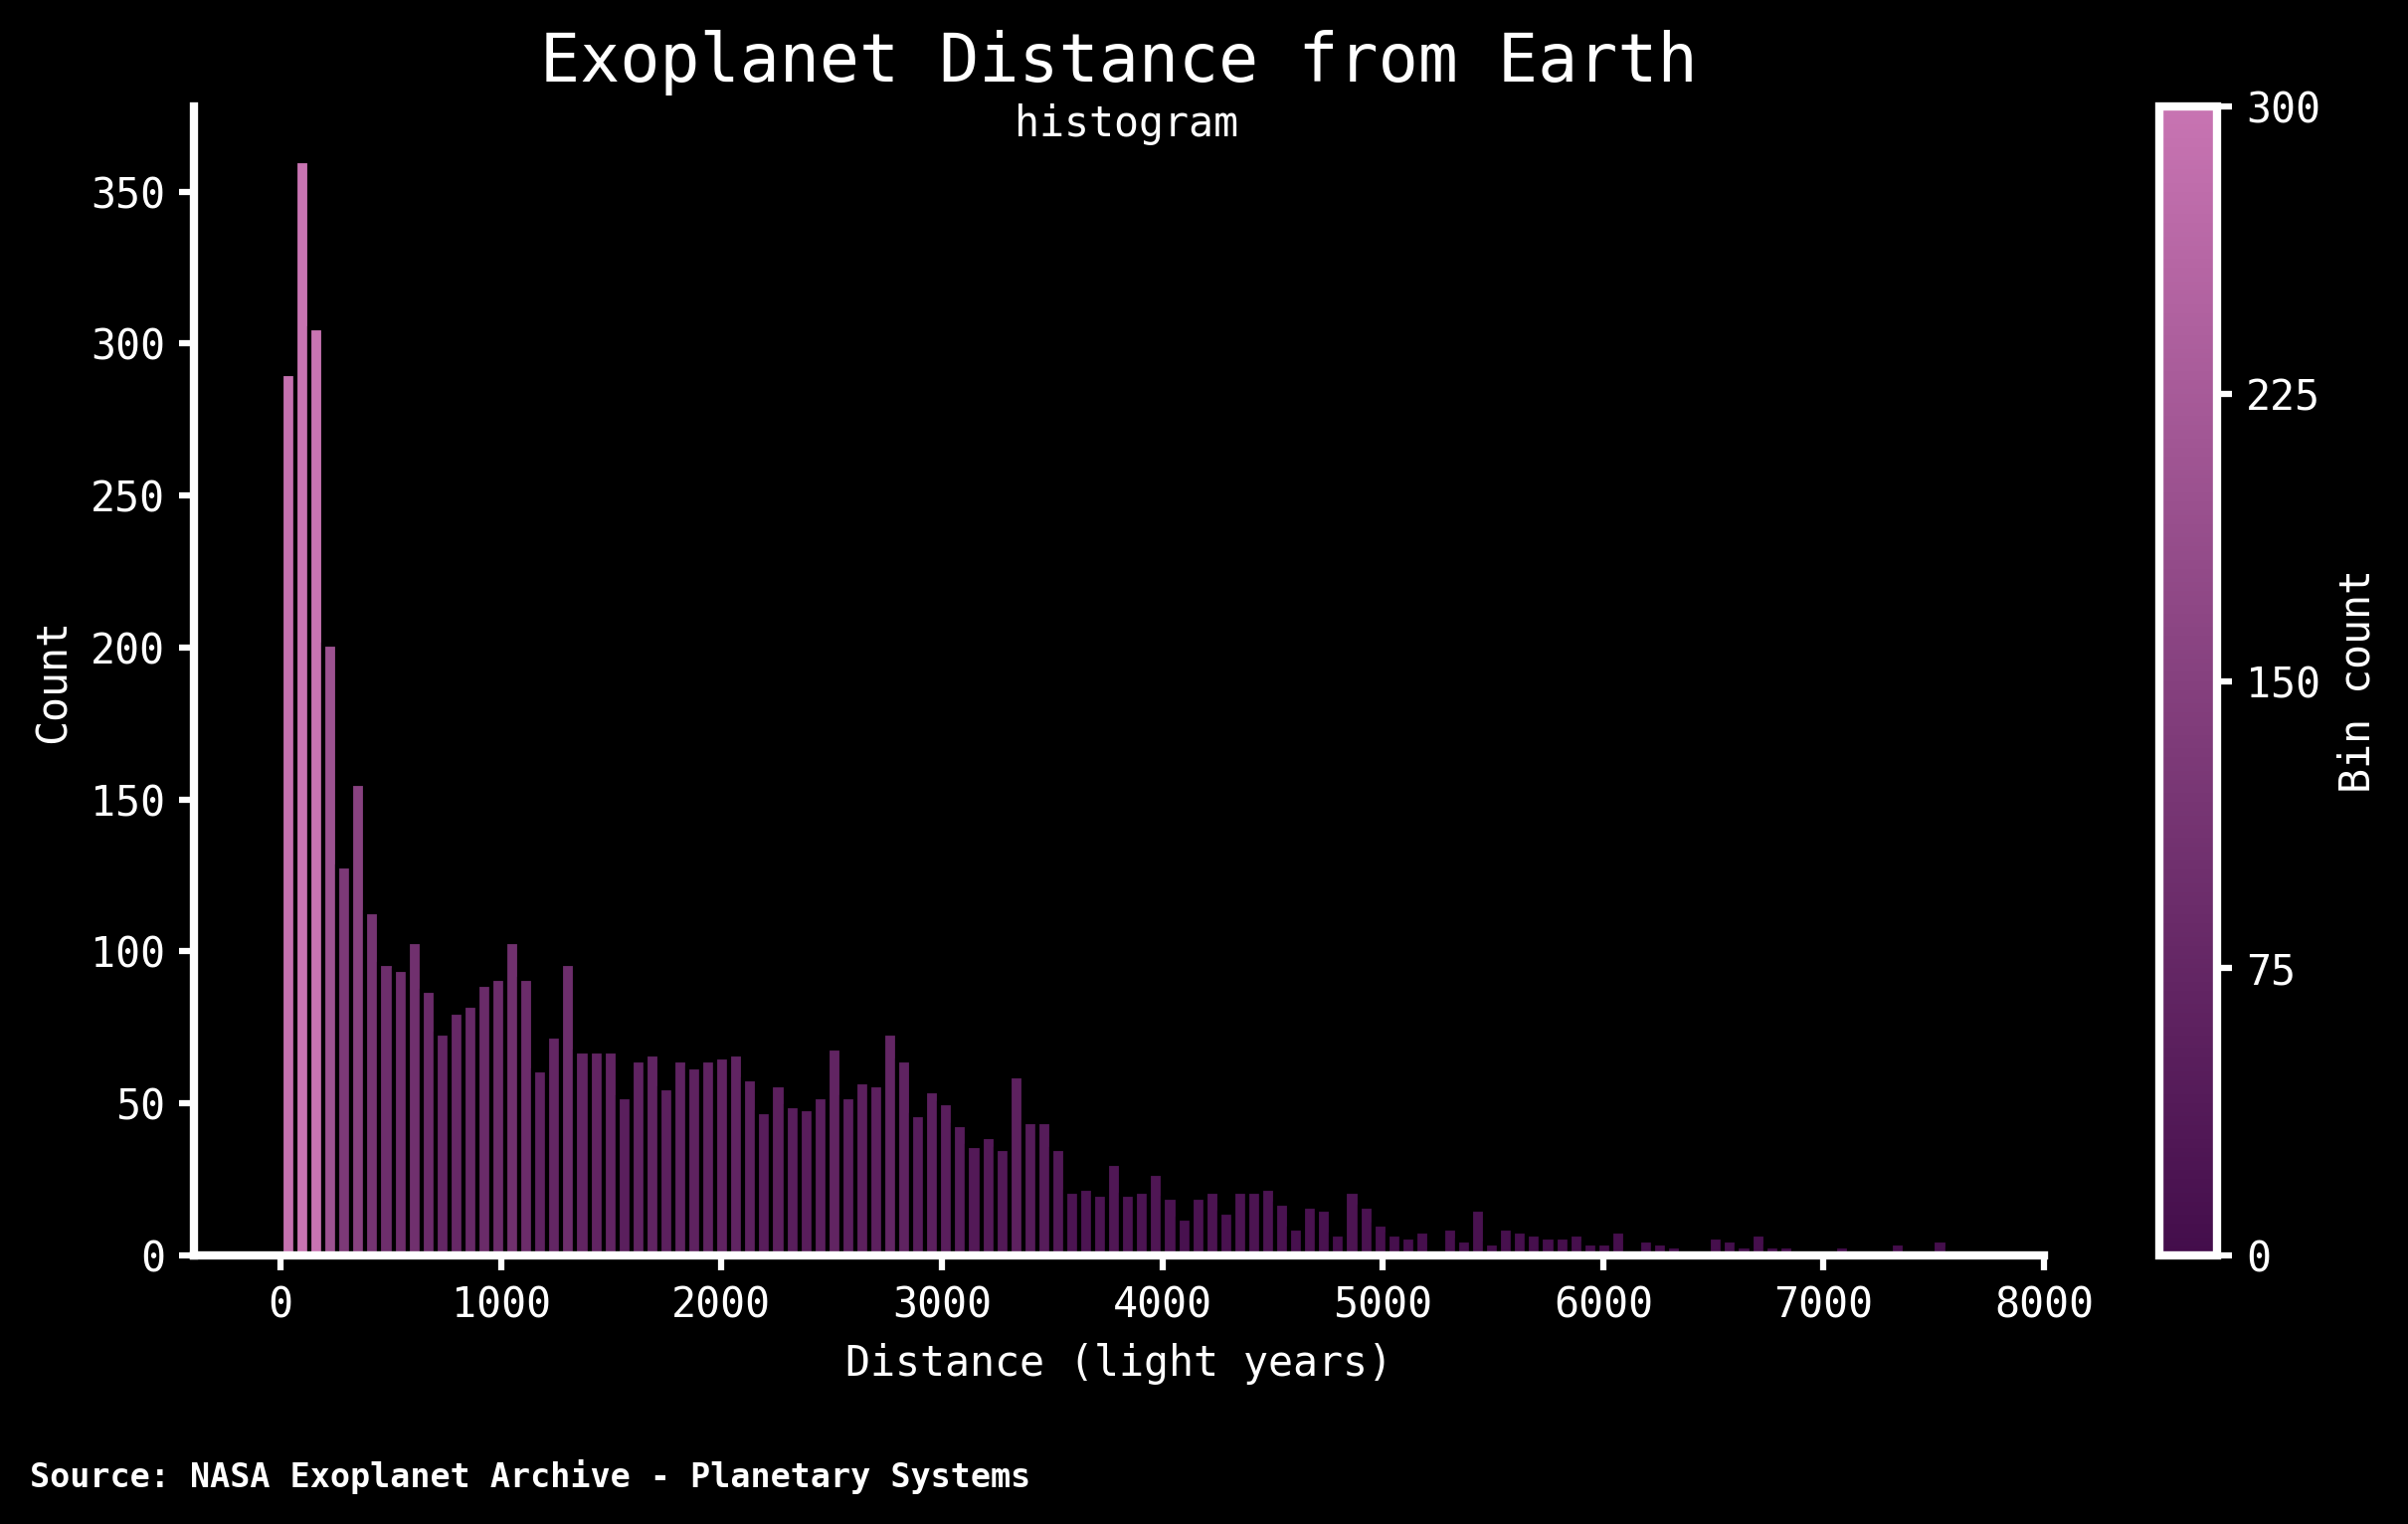 Exoplanet Distance from Earth
histogram
350
300
250
200
150
100
50
0
Count
0 1000 2000 3000 4000 5000 6000 7000 8000
Distance (light years)
300
225
150
75
0
Bin count
Source: NASA Exoplanet Archive - Planetary Systems